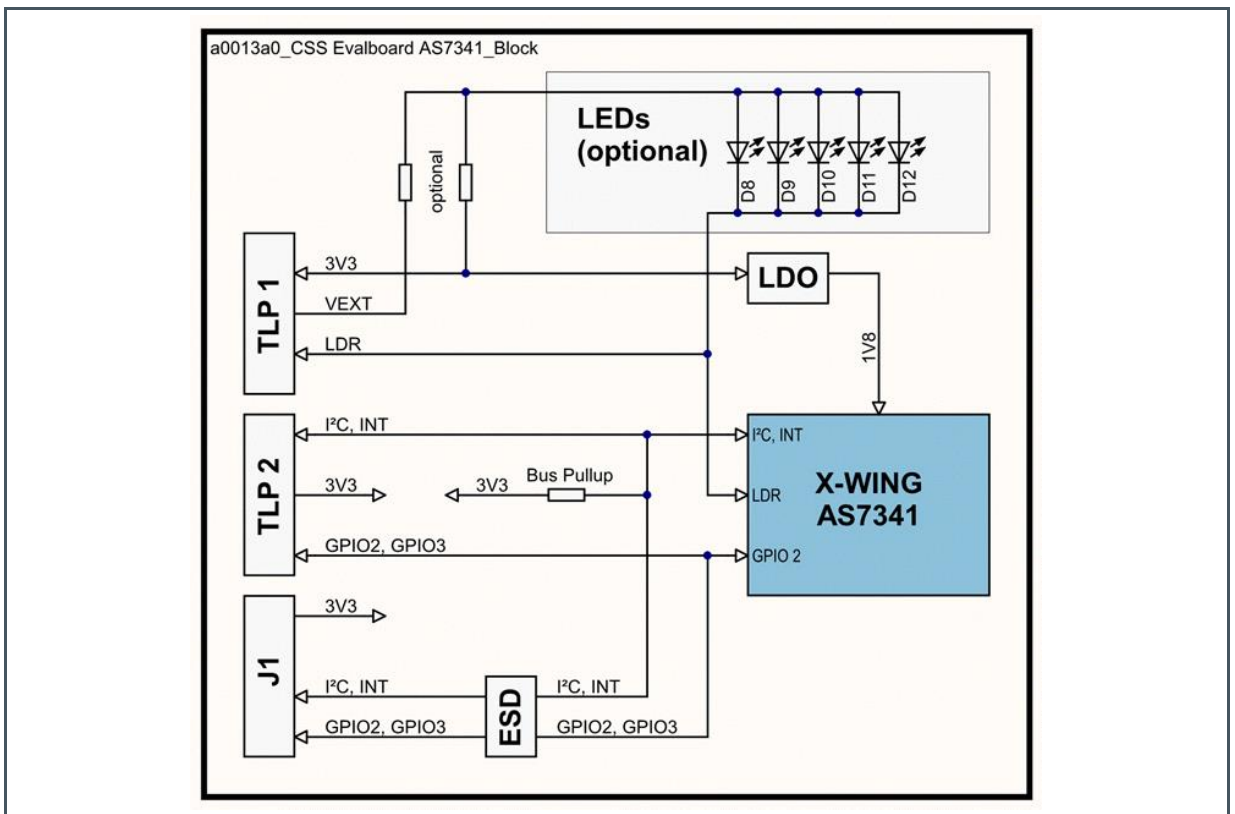 a0013a0_CSS Evalboard AS7341_Block
LEDs
(optional)
optional
D8
D9
D10
D11
D12
TLP 1
3V3
VEXT
LDR
LDO
1V8
TLP 2
I²C, INT
3V3
3V3
Bus Pullup
GPIO2, GPIO3
I²C, INT
LDR
GPIO 2
X-WING
AS7341
J1
3V3
I²C, INT
GPIO2, GPIO3
ESD
I²C, INT
GPIO2, GPIO3